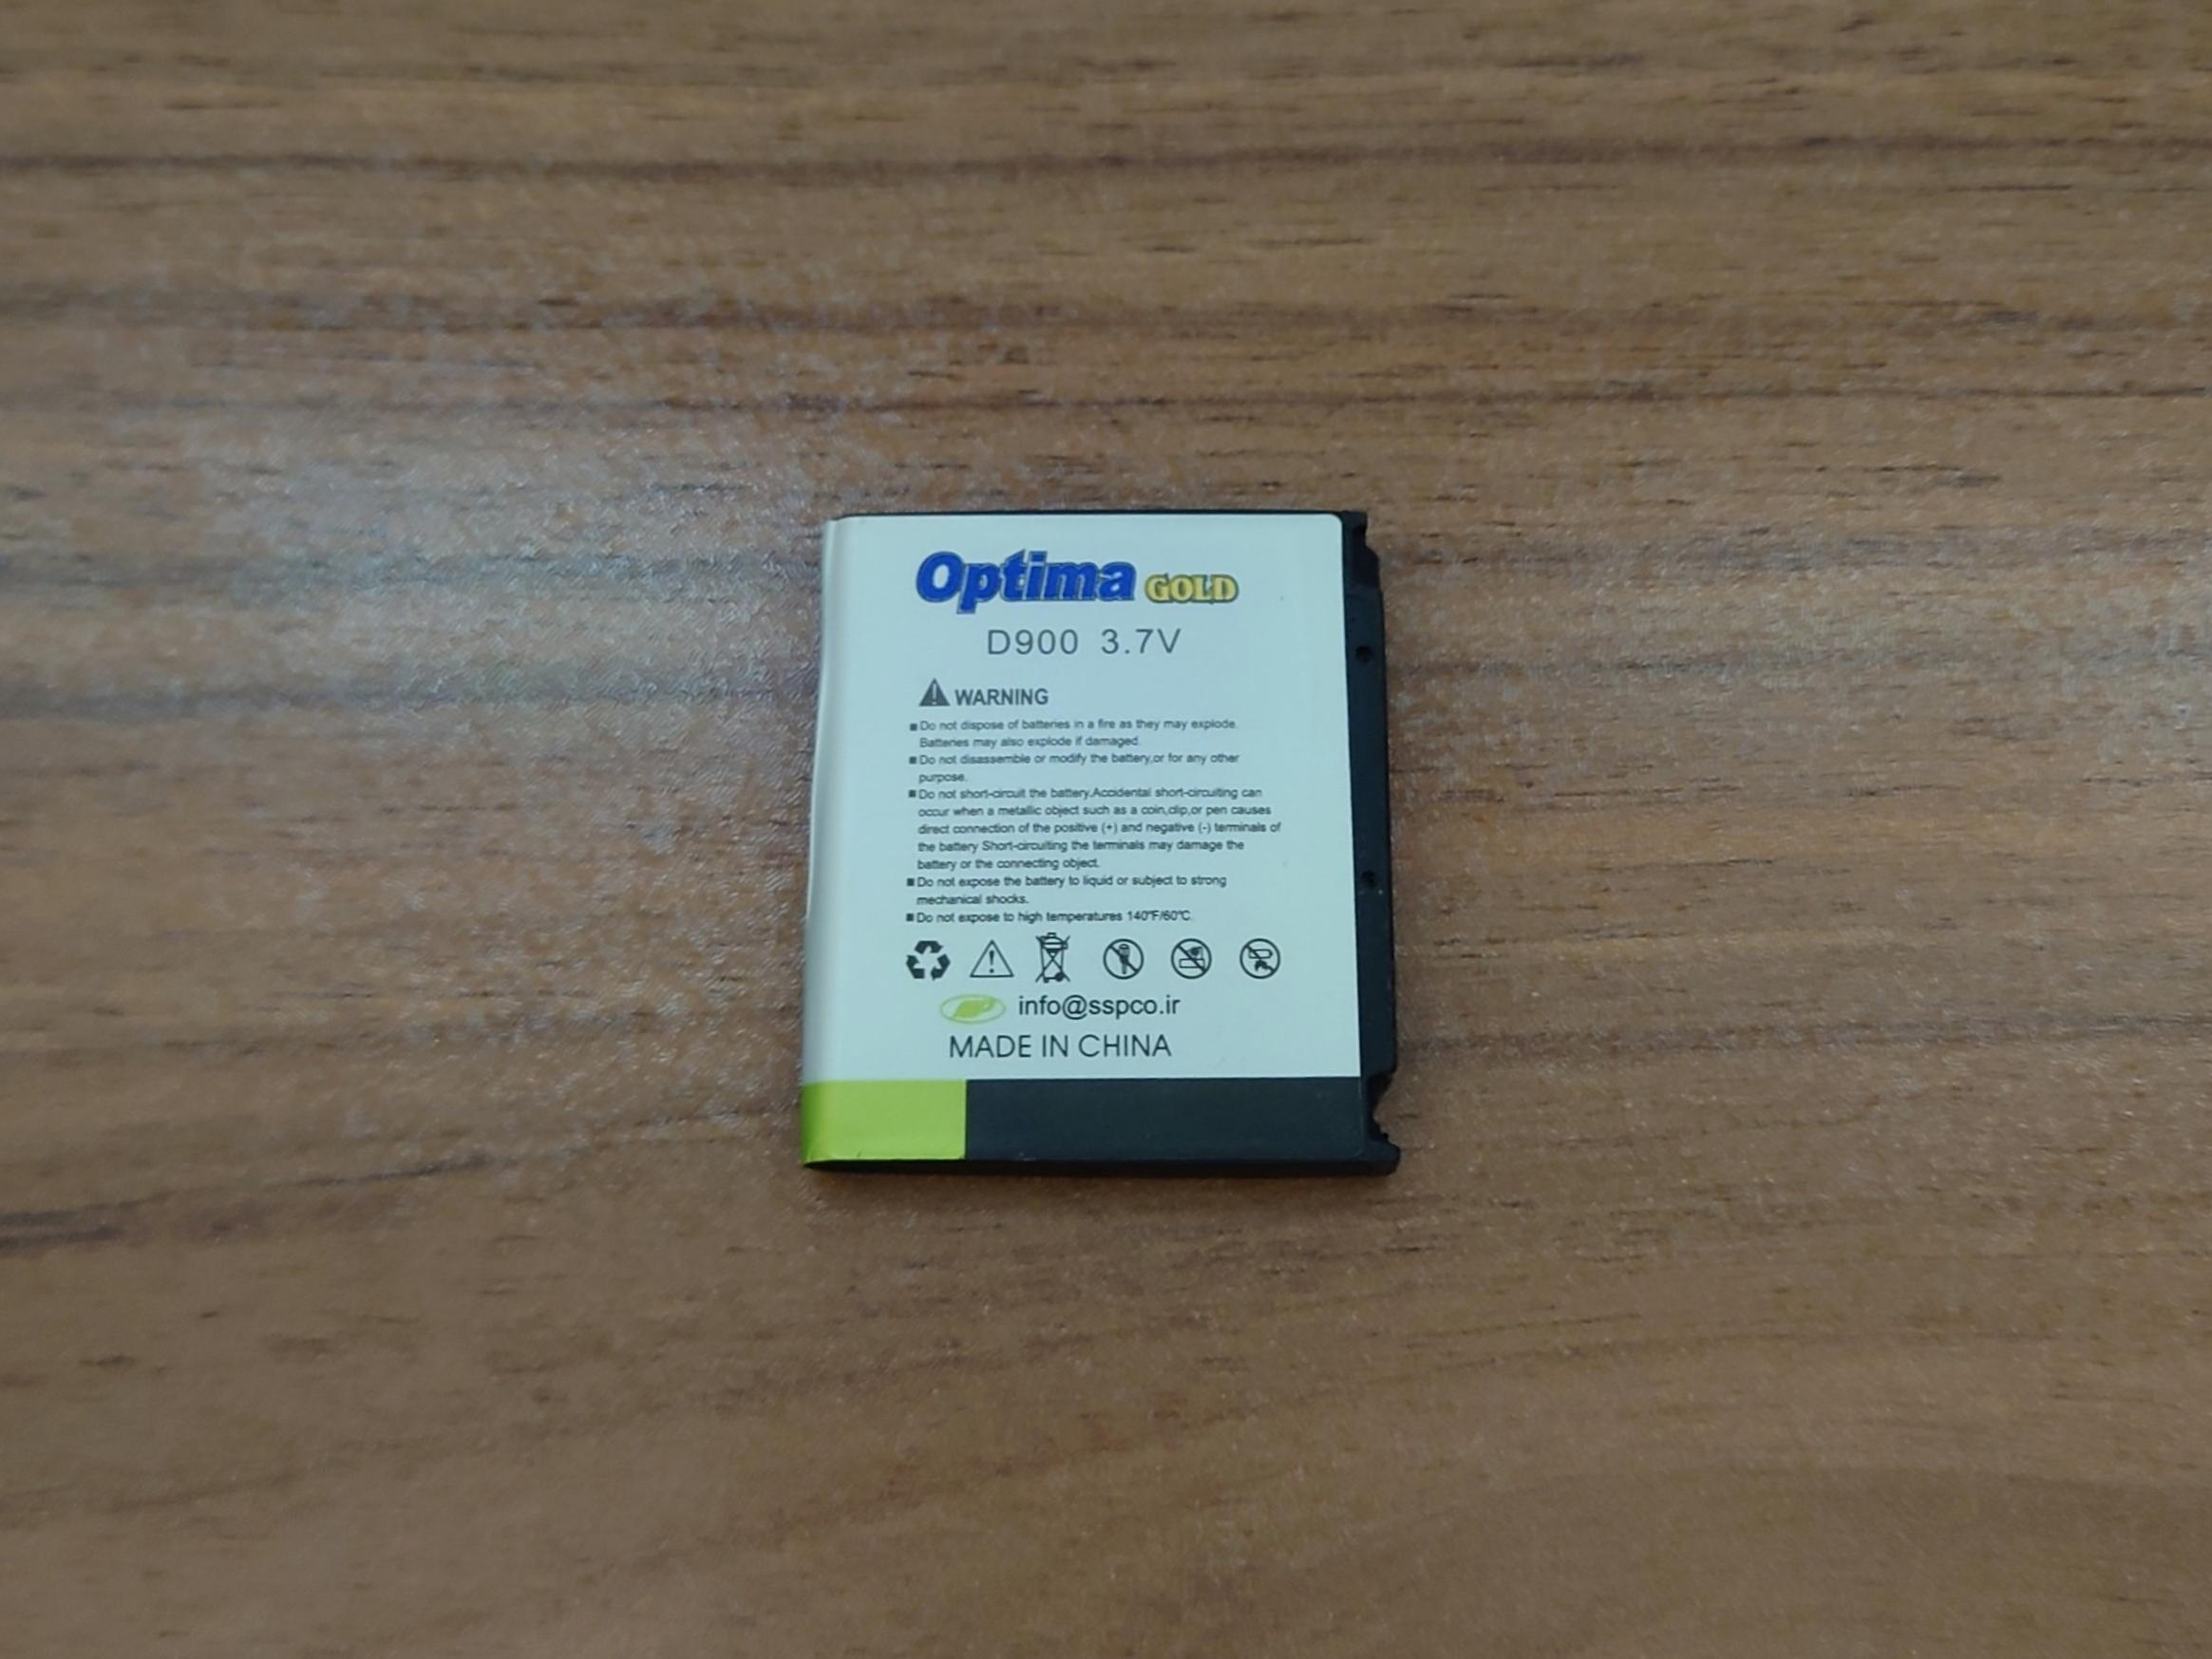 Optima GOLD
D900 3.7V
WARNING
Do not dispose of batteries in a fire as they may explode.
Batteries may also explode if damaged.
Do not disassemble or modify the battery,or for any other
purpose.
Do not short-circuit the battery.Accidental short-circuiting can
occur when a metallic object such as a coin,clip,or pen causes
direct connection of the positive (+) and negative (-) terminals of
the battery Short-circuiting the terminals may damage the
battery or the connecting object.
Do not expose the battery to liquid or subject to strong
mechanical shocks.
Do not expose to high temperatures 140°F/60°C.
info@sspco.ir
MADE IN CHINA